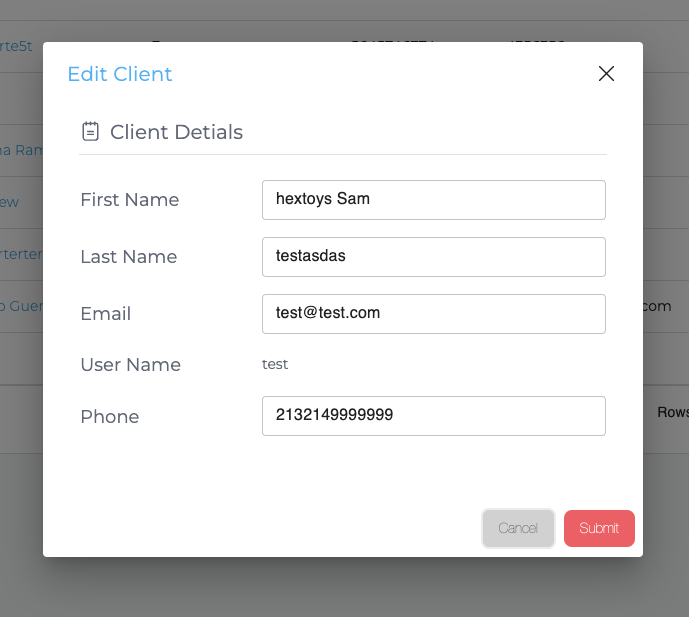 rte5t
Edit Client
Client Detials
na Ram
First Name
hextoys Sam
ew
Last Name
testasdas
rterter
Email
test@test.com
o Guer
com
User Name
test
Phone
2132149999999
Rows
Cancel
Submit